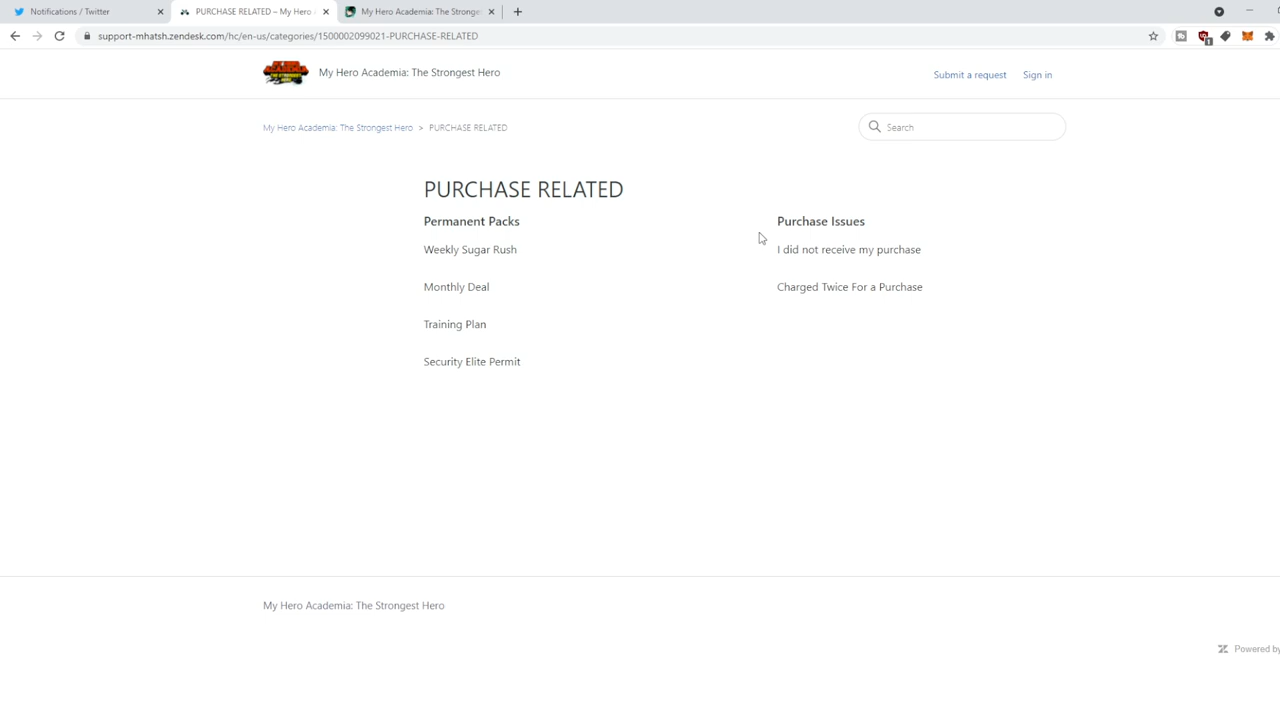 Notifications / Twitter
PURCHASE RELATED – My Hero
My Hero Academia: The Stronges
support-mhatsh.zendesk.com/hc/en-us/categories/1500002099021-PURCHASE-RELATED
1
My Hero Academia: The Strongest Hero
Submit a request
Sign in
My Hero Academia: The Strongest Hero > PURCHASE RELATED
Search
PURCHASE RELATED
Permanent Packs
Weekly Sugar Rush
Monthly Deal
Training Plan
Security Elite Permit
Purchase Issues
I did not receive my purchase
Charged Twice For a Purchase
My Hero Academia: The Strongest Hero
Powered by